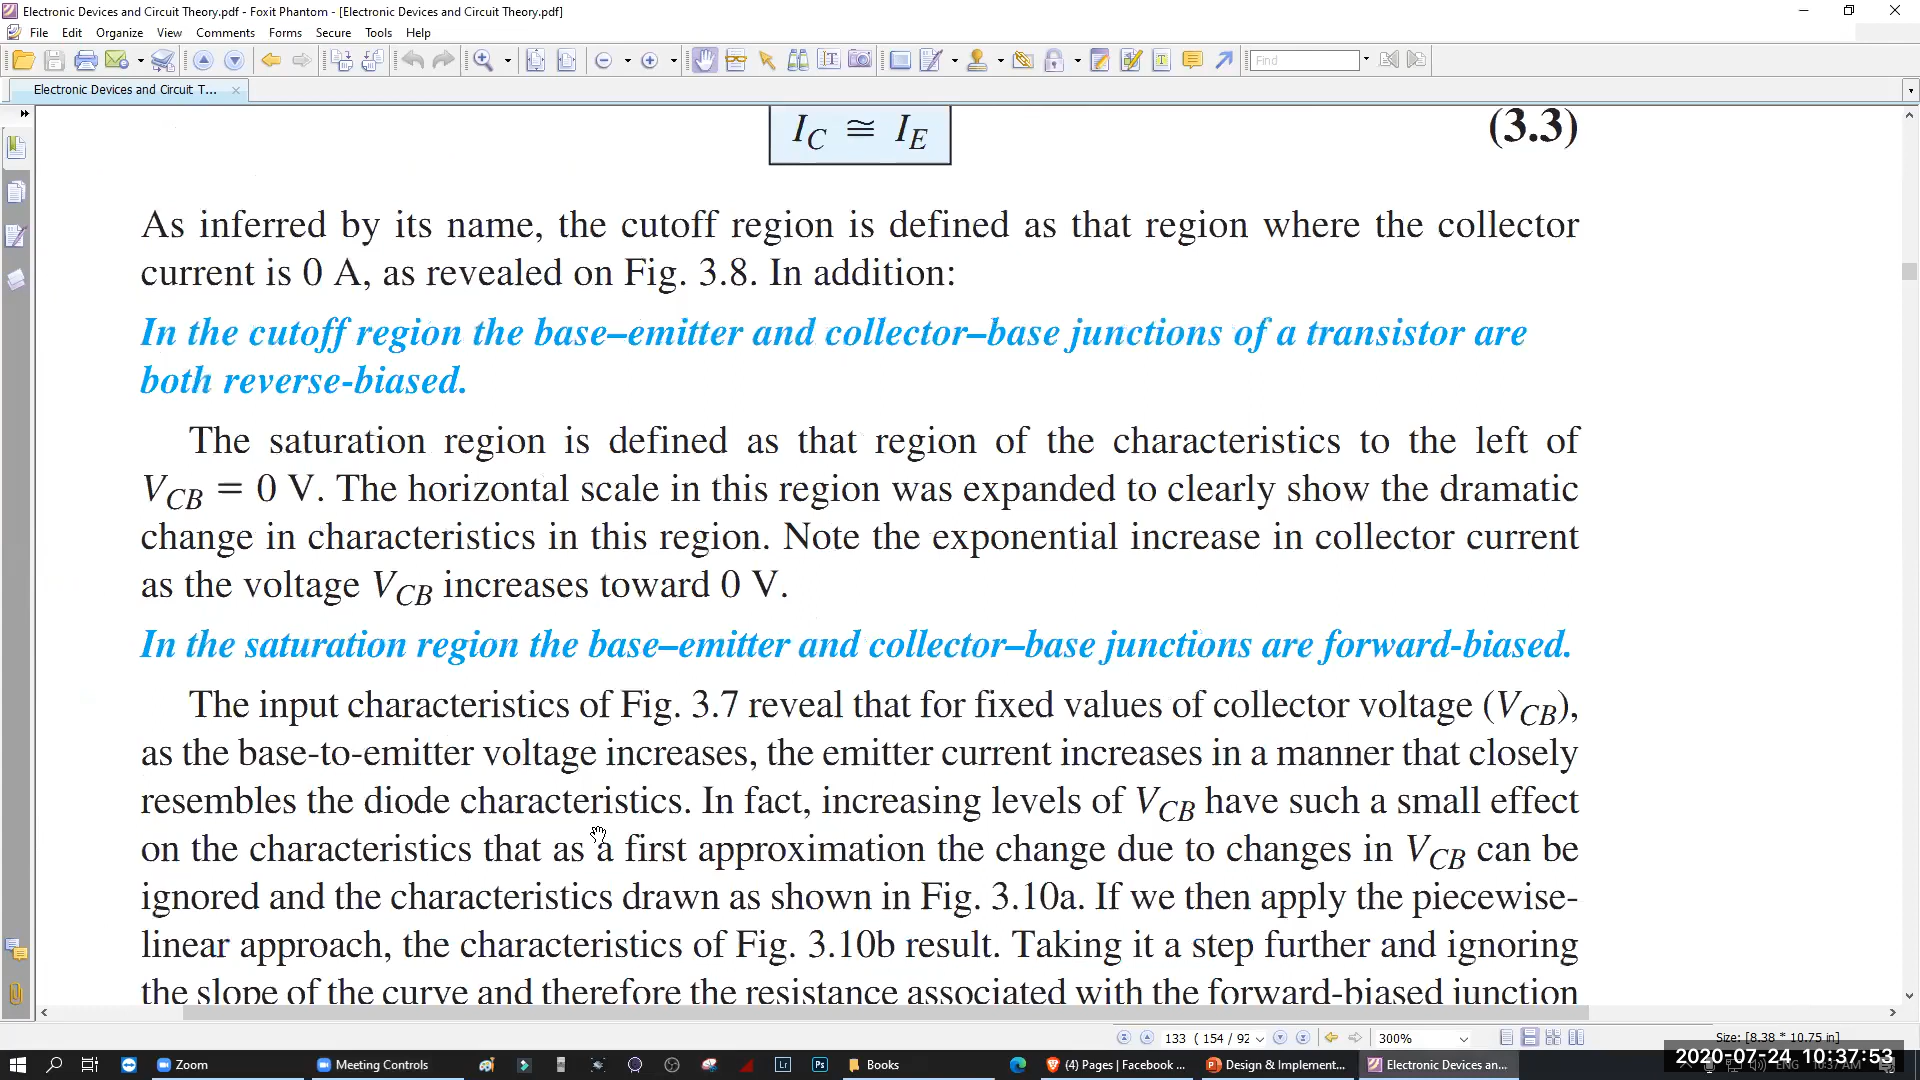 Electronic Devices and Circuit Theory.pdf - Foxit Phantom - [Electronic Devices and Circuit Theory.pdf]
File Edit Organize View Comments Forms Secure Tools Help
Find
Electronic Devices and Circuit T...
I_C ≅ I_E (3.3)
As inferred by its name, the cutoff region is defined as that region where the collector
current is 0 A, as revealed on Fig. 3.8. In addition:
In the cutoff region the base–emitter and collector–base junctions of a transistor are
both reverse-biased.
The saturation region is defined as that region of the characteristics to the left of
V_CB = 0 V. The horizontal scale in this region was expanded to clearly show the dramatic
change in characteristics in this region. Note the exponential increase in collector current
as the voltage V_CB increases toward 0 V.
In the saturation region the base–emitter and collector–base junctions are forward-biased.
The input characteristics of Fig. 3.7 reveal that for fixed values of collector voltage (V_CB),
as the base-to-emitter voltage increases, the emitter current increases in a manner that closely
resembles the diode characteristics. In fact, increasing levels of V_CB have such a small effect
on the characteristics that as a first approximation the change due to changes in V_CB can be
ignored and the characteristics drawn as shown in Fig. 3.10a. If we then apply the piecewise-
linear approach, the characteristics of Fig. 3.10b result. Taking it a step further and ignoring
the slope of the curve and therefore the resistance associated with the forward-biased junction
133 ( 154 / 92 300% Size: [8.38 * 10.75 in]
Zoom Meeting Controls Lr Ps Books (4) Pages | Facebook ... Design & Implement... Electronic Devices an...
2020-07-24 10:37:53